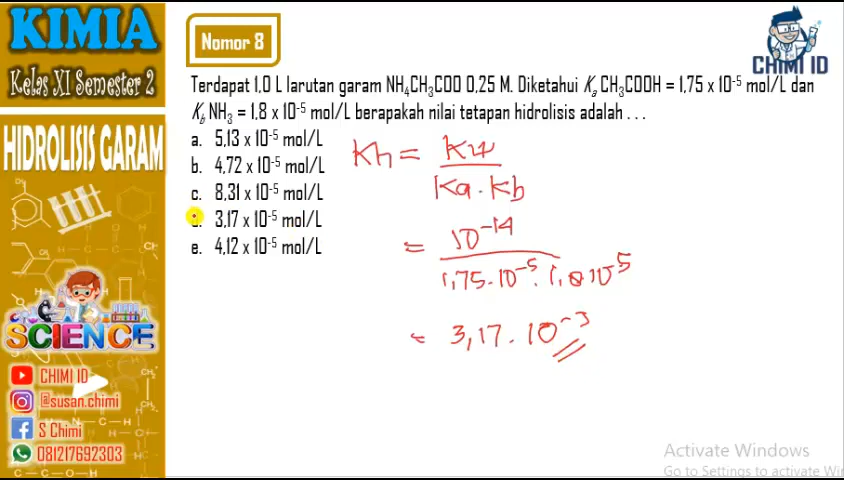 KIMIA
Kelas XI Semester 2
HIDROLISIS GARAM
SCIENCE
CHIMI ID
@susan.chimi
S Chimi
081217692303
Nomor 8
CHIMI ID
Terdapat 1,0 L larutan garam NH₄CH₃COO 0,25 M. Diketahui Kₐ CH₃COOH = 1,75 x 10⁻⁵ mol/L dan
K_b NH₃ = 1,8 x 10⁻⁵ mol/L berapakah nilai tetapan hidrolisis adalah . . .
a. 5,13 x 10⁻⁵ mol/L
b. 4,72 x 10⁻⁵ mol/L
c. 8,31 x 10⁻⁵ mol/L
3,17 x 10⁻⁵ mol/L
e. 4,12 x 10⁻⁵ mol/L
Kh = Kw
Ka . Kb
= 10⁻¹⁴
1,75 . 10⁻⁵ . 1,8 10⁻⁵
= 3,17 . 10⁻³
Activate Windows
Go to Settings to activate Wi